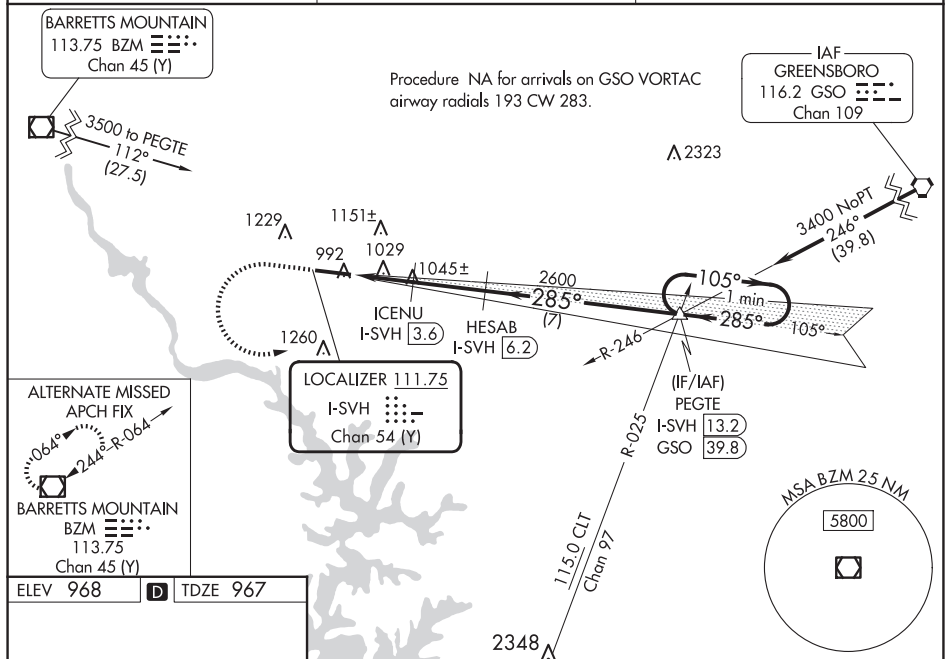 BARRETTS MOUNTAIN
113.75 BZM
Chan 45 (Y)
3500 to PEGTE
112°
(27.5)
Procedure NA for arrivals on GSO VORTAC
airway radials 193 CW 283.
IAF
GREENSBORO
116.2 GSO
Chan 109
2323
3400 NoPT
246°
(39.8)
1229
1151±
992
1029
1045±
2600
285°
(7)
105°
1 min
285°
105°
ICENU
I-SVH 3.6
HESAB
I-SVH 6.2
R-246
1260
LOCALIZER 111.75
I-SVH
Chan 54 (Y)
(IF/IAF)
PEGTE
I-SVH 13.2
GSO 39.8
R-025
115.0 CLT
Chan 97
ALTERNATE MISSED
APCH FIX
064°
244°
R-064
BARRETTS MOUNTAIN
BZM
113.75
Chan 45 (Y)
MSA BZM 25 NM
5800
ELEV 968 D TDZE 967
2348